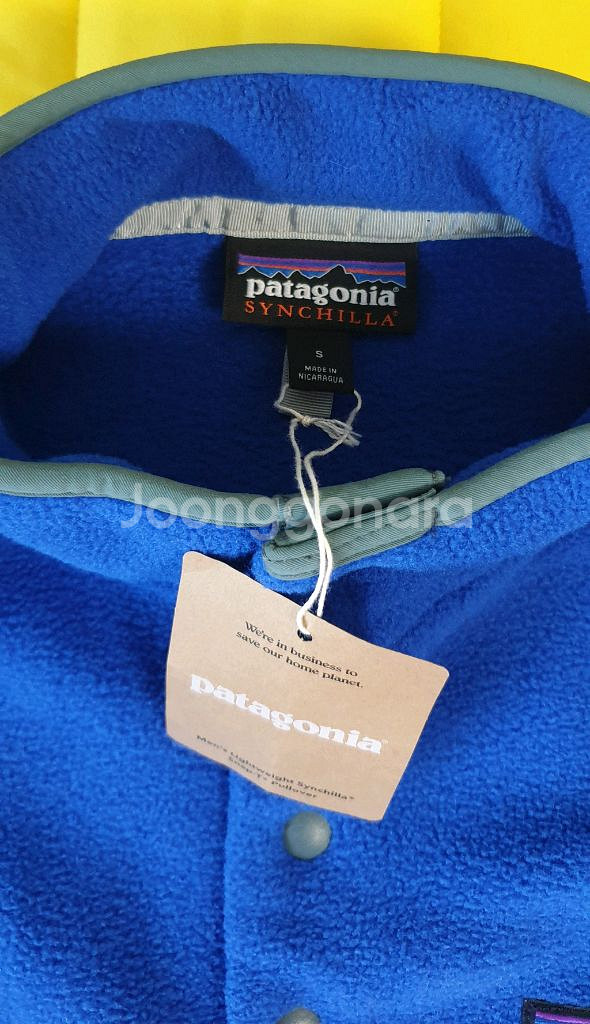 patagonia®
SYNCHILLA®
S
MADE IN
NICARAGUA
Joonggonara
We're in business to
save our home planet.
patagonia®
Men's Lightweight Synchilla®
Snap-T® Pullover